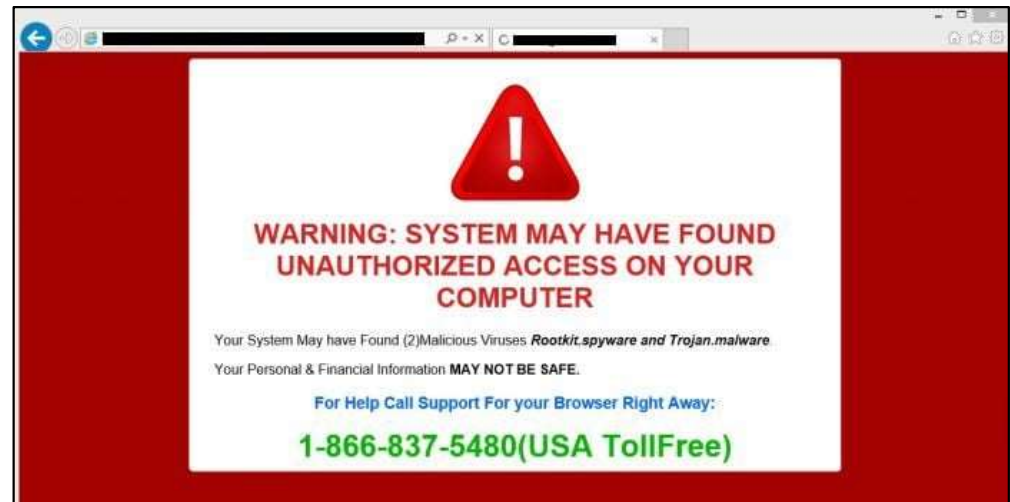 WARNING: SYSTEM MAY HAVE FOUND
UNAUTHORIZED ACCESS ON YOUR
COMPUTER
Your System May have Found (2)Malicious Viruses Rootkit.spyware and Trojan.malware.
Your Personal & Financial Information MAY NOT BE SAFE.
For Help Call Support For your Browser Right Away:
1-866-837-5480(USA TollFree)